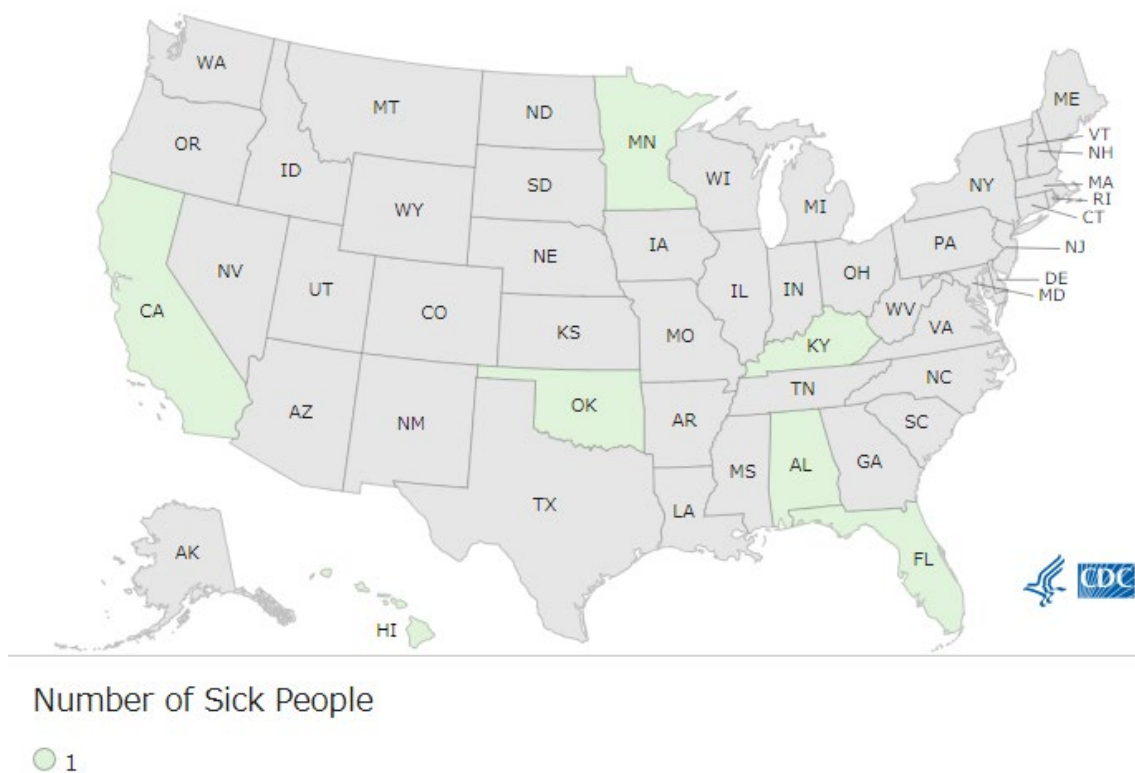 WA
MT
ND
MN
ME
OR
ID
SD
WI
VT
NH
WY
MI
NY
MA
RI
CT
IA
NE
PA
NJ
NV
UT
CO
IL
IN
OH
DE
MD
CA
KS
MO
WV
VA
KY
AZ
NM
OK
AR
TN
NC
SC
TX
LA
MS
AL
GA
AK
HI
FL
CDC
Number of Sick People
1